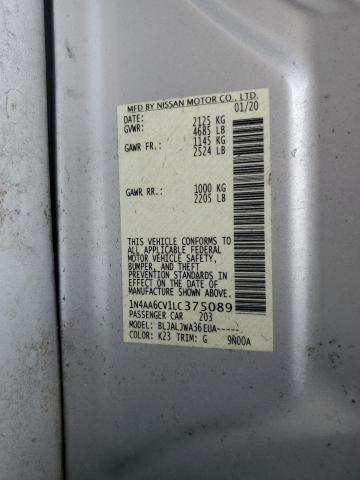 MFD BY NISSAN MOTOR CO., LTD.
DATE: 01/20
GVWR: 2125 KG
4685 LB
GAWR FR.: 1145 KG
2524 LB
GAWR RR.: 1000 KG
2205 LB
THIS VEHICLE CONFORMS TO
ALL APPLICABLE FEDERAL
MOTOR VEHICLE SAFETY,
BUMPER, AND THEFT
PREVENTION STANDARDS IN
EFFECT ON THE DATE OF
MANUFACTURE SHOWN ABOVE.
1N4AA6CV1LC375089
PASSENGER CAR 203
MODEL: BLJALJWA36EUA-----
COLOR: K23 TRIM: G 9N00A